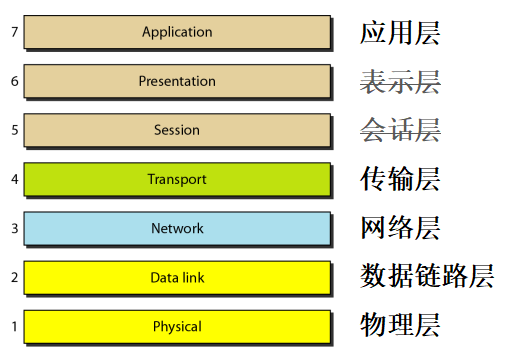 7 Application 应用层
6 Presentation 表示层
5 Session 会话层
4 Transport 传输层
3 Network 网络层
2 Data link 数据链路层
1 Physical 物理层